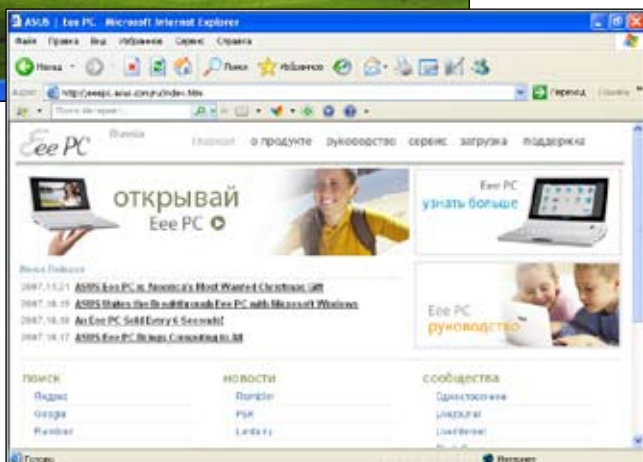 ASUS | Eee PC - Microsoft Internet Explorer
Файл Правка Вид Избранное Сервис Справка
Назад Поиск Избранное
Адрес: http://eeepc.asus.com/ru/index.htm Переход Ссылки
Eee PC Russia
главная о продукте руководство сервис загрузка поддержка
открывай
Eee PC
Eee PC
узнать больше
News Release
2007.11.21 ASUS Eee PC is America's Most Wanted Christmas Gift
2007.10.19 ASUS States the Breakthrough Eee PC with Microsoft Windows
2007.10.18 An Eee PC Sold Every 6 Seconds!
2007.10.17 ASUS Eee PC Brings Computing to All
Eee PC
руководство
поиск новости сообщества
Яндекс Rambler Одноклассники
Google РБК LiveJournal
Rambler Lenta.ru LiveInternet
Готово Интернет